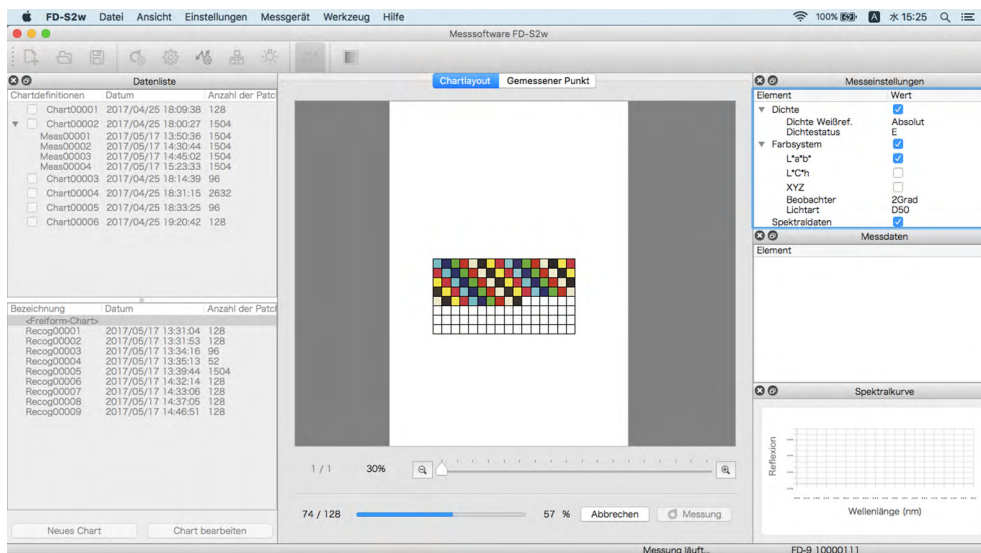 FD-S2w Datei Ansicht Einstellungen Messgerät Werkzeug Hilfe 100% A 水15:25
Messsoftware FD-S2w
Datenliste
Chartdefinitionen Datum Anzahl der Patc
Chart00001 2017/04/25 18:09:38 128
Chart00002 2017/04/25 18:00:27 1504
Meas00001 2017/05/17 13:50:36 1504
Meas00002 2017/05/17 14:30:44 1504
Meas00003 2017/05/17 14:45:02 1504
Meas00004 2017/05/17 15:23:33 1504
Chart00003 2017/04/25 18:14:39 96
Chart00004 2017/04/25 18:31:15 2632
Chart00005 2017/04/25 18:33:25 96
Chart00006 2017/04/25 19:20:42 128
Bezeichnung Datum Anzahl der Patcl
<Freiform-Chart>
Recog00001 2017/05/17 13:31:04 128
Recog00002 2017/05/17 13:31:53 128
Recog00003 2017/05/17 13:34:16 96
Recog00004 2017/05/17 13:35:13 52
Recog00005 2017/05/17 13:39:44 1504
Recog00006 2017/05/17 14:32:14 128
Recog00007 2017/05/17 14:33:06 128
Recog00008 2017/05/17 14:37:05 128
Recog00009 2017/05/17 14:46:51 128
Neues Chart Chart bearbeiten
Chartlayout Gemessener Punkt
1 / 1 30%
74 / 128 57 % Abbrechen Messung
Messeinstellungen
Element Wert
Dichte
Dichte Weißref. Absolut
Dichtestatus E
Farbsystem
L*a*b*
L*C*h
XYZ
Beobachter 2Grad
Lichtart D50
Spektraldaten
Messdaten
Element
Spektralkurve
Reflexion
Wellenlänge (nm)
Messung läuft... FD-9 10000111